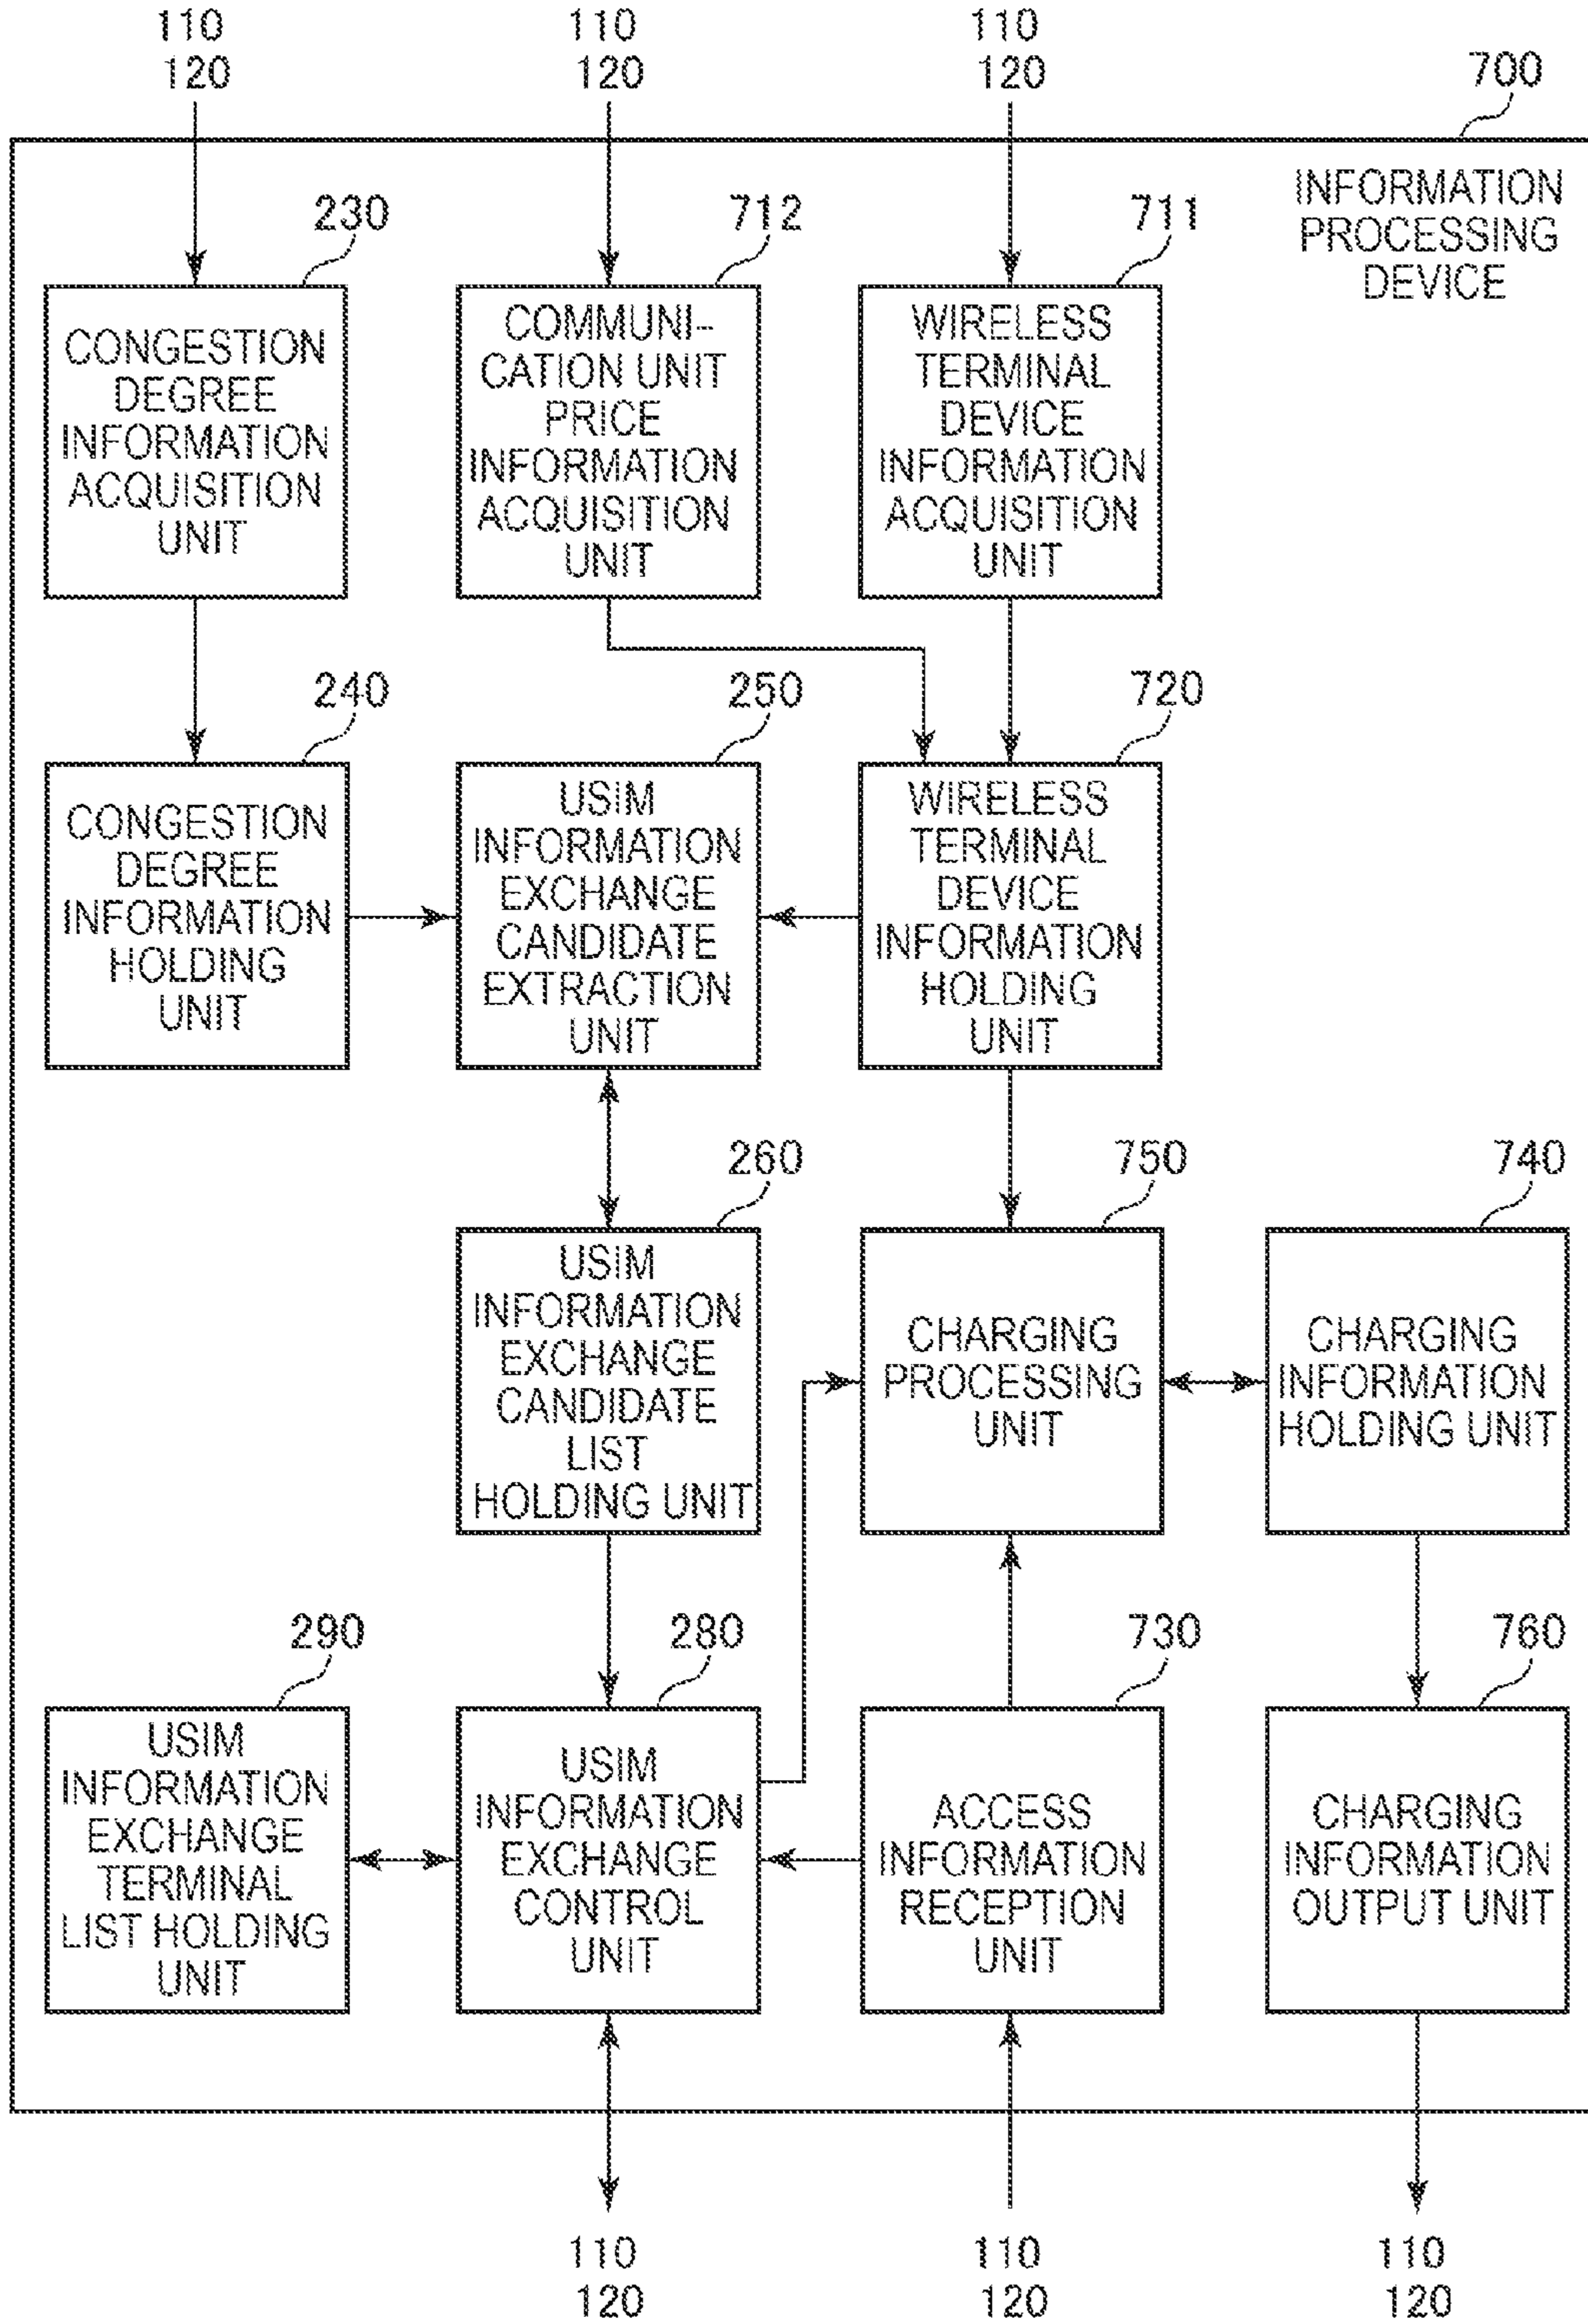 110
120
110
120
110
120
700
INFORMATION
PROCESSING
DEVICE
230
CONGESTION
DEGREE
INFORMATION
ACQUISITION
UNIT
712
COMMUNI-
CATION UNIT
PRICE
INFORMATION
ACQUISITION
UNIT
711
WIRELESS
TERMINAL
DEVICE
INFORMATION
ACQUISITION
UNIT
240
CONGESTION
DEGREE
INFORMATION
HOLDING
UNIT
250
USIM
INFORMATION
EXCHANGE
CANDIDATE
EXTRACTION
UNIT
720
WIRELESS
TERMINAL
DEVICE
INFORMATION
HOLDING
UNIT
260
USIM
INFORMATION
EXCHANGE
CANDIDATE
LIST
HOLDING UNIT
750
CHARGING
PROCESSING
UNIT
740
CHARGING
INFORMATION
HOLDING UNIT
290
USIM
INFORMATION
EXCHANGE
TERMINAL
LIST HOLDING
UNIT
280
USIM
INFORMATION
EXCHANGE
CONTROL
UNIT
730
ACCESS
INFORMATION
RECEPTION
UNIT
760
CHARGING
INFORMATION
OUTPUT UNIT
110
120
110
120
110
120